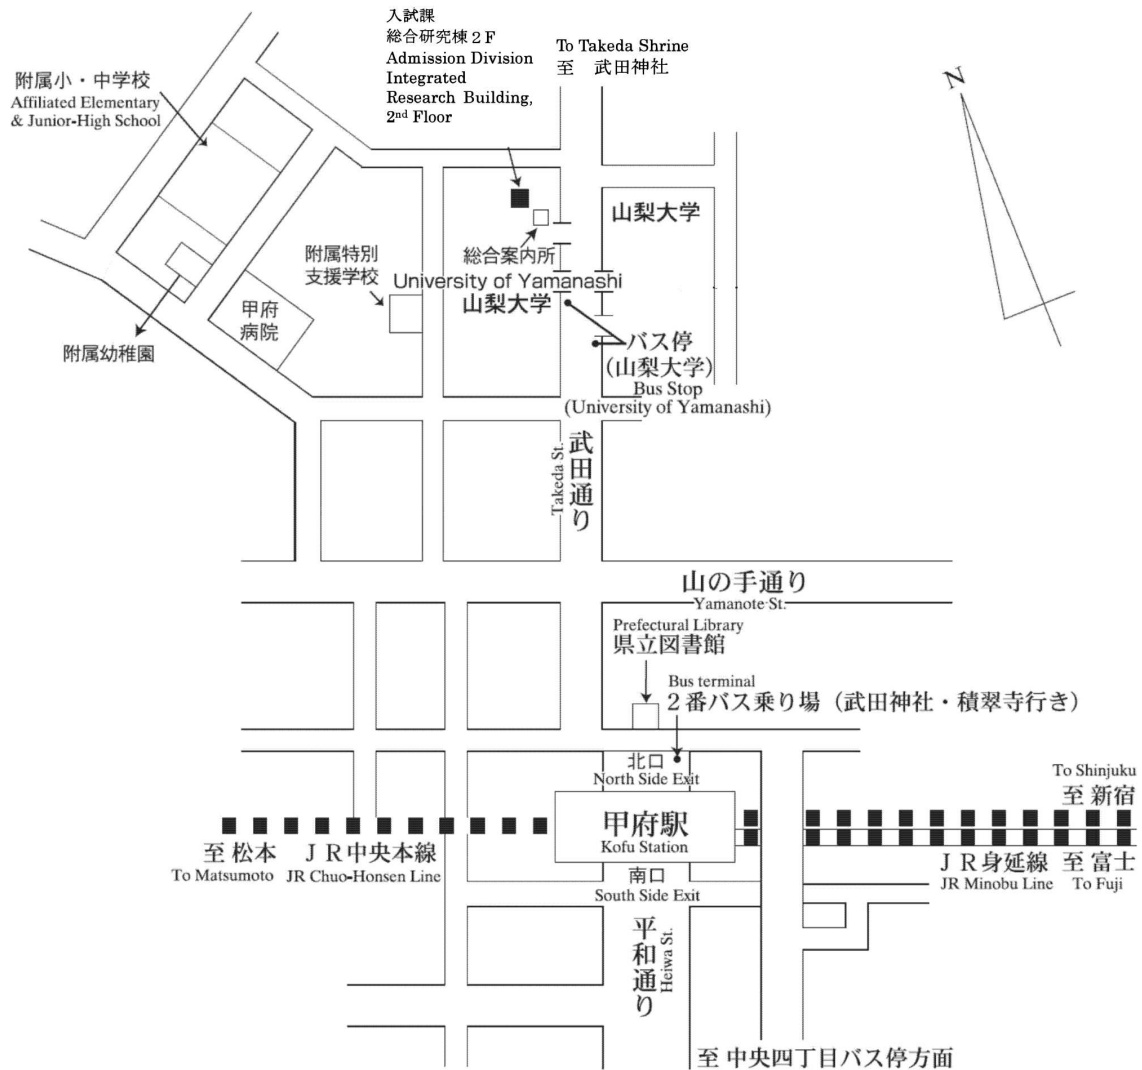 入試課
総合研究棟２F
Admission Division
Integrated
Research Building,
2nd Floor
To Takeda Shrine
至　武田神社
N
附属小・中学校
Affiliated Elementary
& Junior-High School
山梨大学
附属特別
支援学校
総合案内所
University of Yamanashi
山梨大学
甲府
病院
附属幼稚園
バス停
(山梨大学)
Bus Stop
(University of Yamanashi)
武田通り
Takeda St.
山の手通り
Yamanote St.
Prefectural Library
県立図書館
Bus terminal
２番バス乗り場（武田神社・積翠寺行き）
北口
North Side Exit
To Shinjuku
至 新宿
甲府駅
Kofu Station
至 松本
To Matsumoto
ＪＲ中央本線
JR Chuo-Honsen Line
ＪＲ身延線
JR Minobu Line
至 富士
To Fuji
南口
South Side Exit
平和通り
Heiwa St.
至 中央四丁目バス停方面